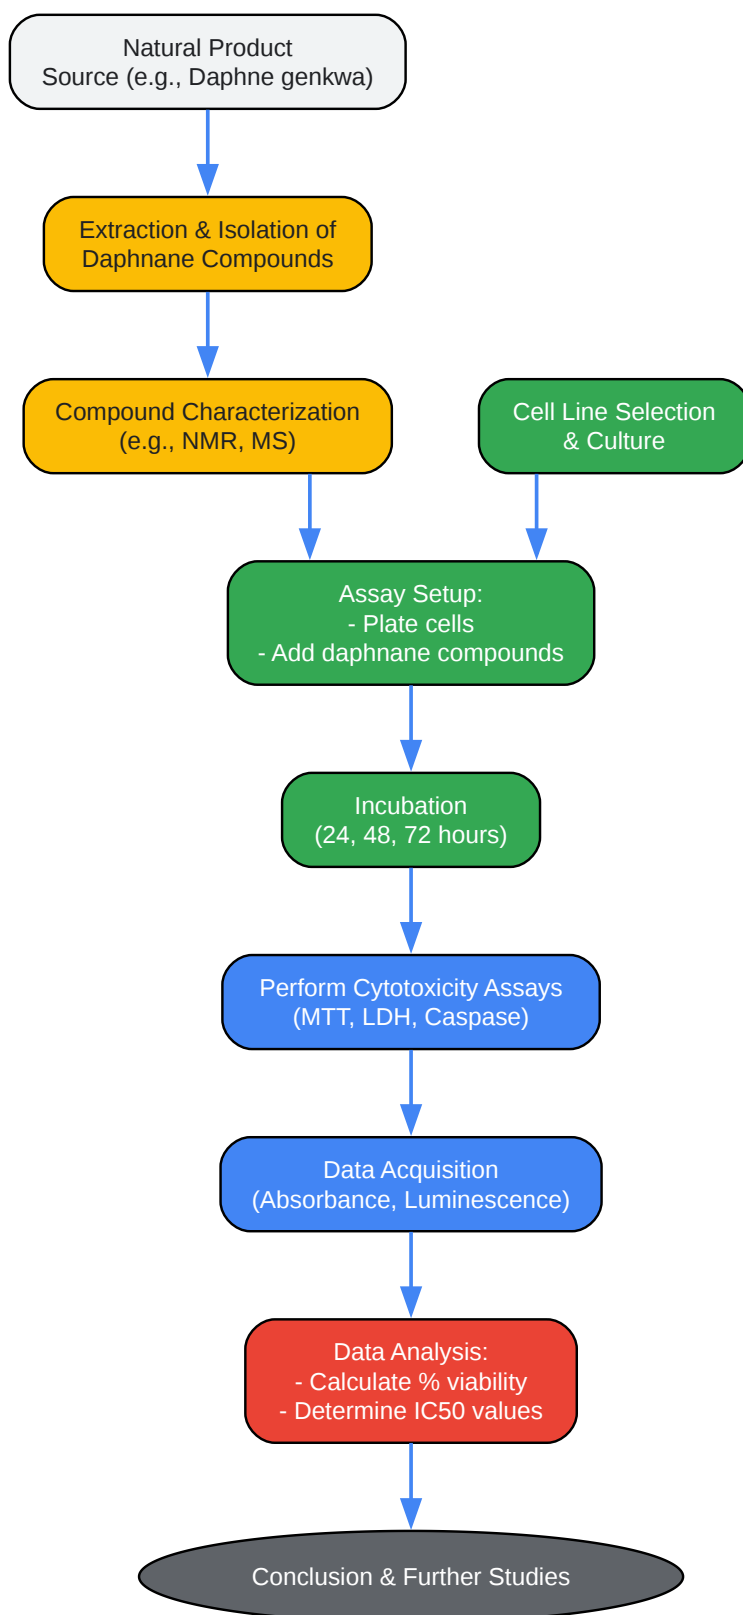 Natural Product
Source (e.g., Daphne genkwa)
Extraction & Isolation of
Daphnane Compounds
Compound Characterization
(e.g., NMR, MS)
Cell Line Selection
& Culture
Assay Setup:
- Plate cells
- Add daphnane compounds
Incubation
(24, 48, 72 hours)
Perform Cytotoxicity Assays
(MTT, LDH, Caspase)
Data Acquisition
(Absorbance, Luminescence)
Data Analysis:
- Calculate % viability
- Determine IC50 values
Conclusion & Further Studies